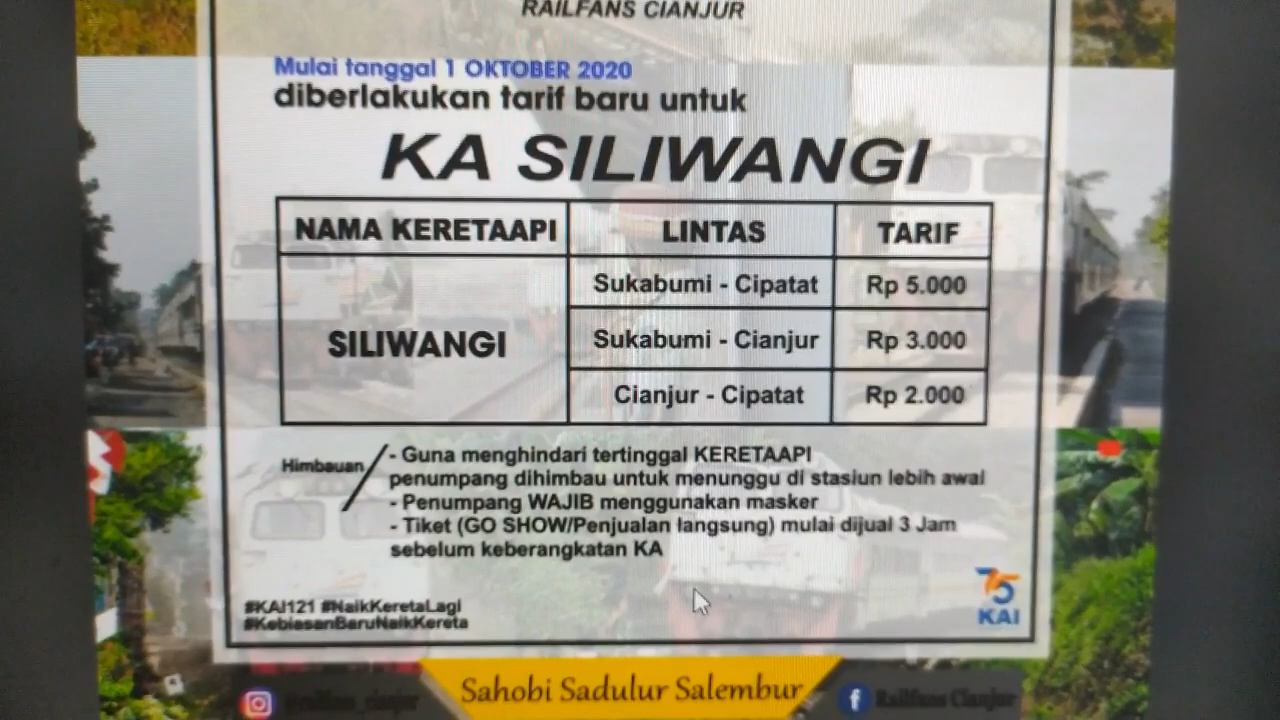 RAILFANS CIANJUR
Mulai tanggal 1 OKTOBER 2020
diberlakukan tarif baru untuk
KA SILIWANGI
NAMA KERETAAPI LINTAS TARIF
SILIWANGI
Sukabumi - Cipatat Rp 5.000
Sukabumi - Cianjur Rp 3.000
Cianjur - Cipatat Rp 2.000
Himbauan
- Guna menghindari tertinggal KERETAAPI
penumpang dihimbau untuk menunggu di stasiun lebih awal
- Penumpang WAJIB menggunakan masker
- Tiket (GO SHOW/Penjualan langsung) mulai dijual 3 Jam
sebelum keberangkatan KA
#KAI121 #NaikKeretaLagi
#KebiasanBaruNaikKereta
75
KAI
Sahobi Sadulur Salembur
Railfans Cianjur